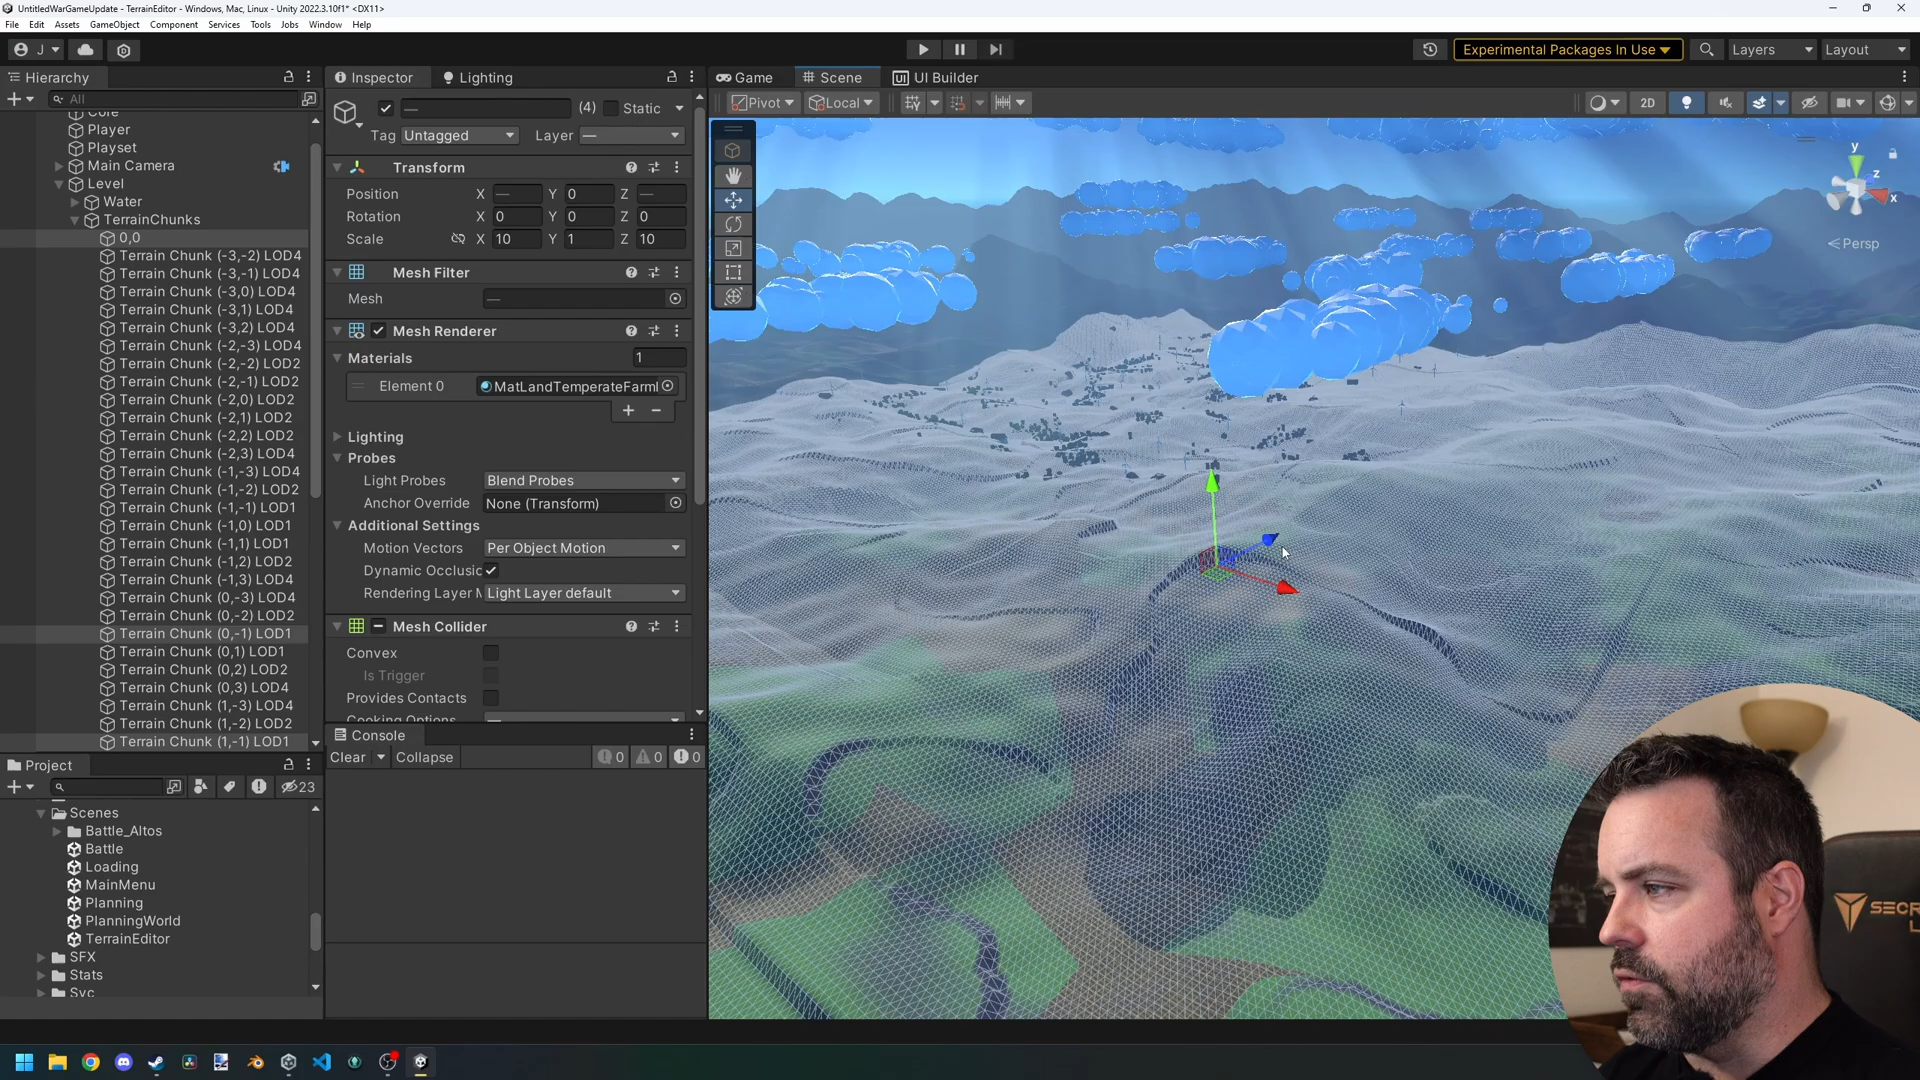 UntitledWarGameUpdate - TerrainEditor - Windows, Mac, Linux - Unity 2022.3.10f1* <DX11>
File Edit Assets GameObject Component Services Tools Jobs Window Help
J
Experimental Packages In Use
Layers
Layout
Hierarchy
All
Core
Player
Playset
Main Camera
Level
Water
TerrainChunks
0,0
Terrain Chunk (-3,-2) LOD4
Terrain Chunk (-3,-1) LOD4
Terrain Chunk (-3,0) LOD4
Terrain Chunk (-3,1) LOD4
Terrain Chunk (-3,2) LOD4
Terrain Chunk (-2,-3) LOD4
Terrain Chunk (-2,-2) LOD2
Terrain Chunk (-2,-1) LOD2
Terrain Chunk (-2,0) LOD2
Terrain Chunk (-2,1) LOD2
Terrain Chunk (-2,2) LOD2
Terrain Chunk (-2,3) LOD4
Terrain Chunk (-1,-3) LOD4
Terrain Chunk (-1,-2) LOD2
Terrain Chunk (-1,-1) LOD1
Terrain Chunk (-1,0) LOD1
Terrain Chunk (-1,1) LOD1
Terrain Chunk (-1,2) LOD2
Terrain Chunk (-1,3) LOD4
Terrain Chunk (0,-3) LOD4
Terrain Chunk (0,-2) LOD2
Terrain Chunk (0,-1) LOD1
Terrain Chunk (0,1) LOD1
Terrain Chunk (0,2) LOD2
Terrain Chunk (0,3) LOD4
Terrain Chunk (1,-3) LOD4
Terrain Chunk (1,-2) LOD2
Terrain Chunk (1,-1) LOD1
Project
23
Scenes
Battle_Altos
Battle
Loading
MainMenu
Planning
PlanningWorld
TerrainEditor
SFX
Stats
Svc
Inspector
Lighting
— (4) Static
Tag Untagged Layer —
Transform
Position X — Y 0 Z —
Rotation X 0 Y 0 Z 0
Scale X 10 Y 1 Z 10
Mesh Filter
Mesh —
Mesh Renderer
Materials 1
Element 0 MatLandTemperateFarml
Lighting
Probes
Light Probes Blend Probes
Anchor Override None (Transform)
Additional Settings
Motion Vectors Per Object Motion
Dynamic Occlusic
Rendering Layer M Light Layer default
Mesh Collider
Convex
Is Trigger
Provides Contacts
Cooking Options —
Console
Clear Collapse 0 0 0
Game Scene UI Builder
Pivot Local
2D
y
z
x
Persp
SECR